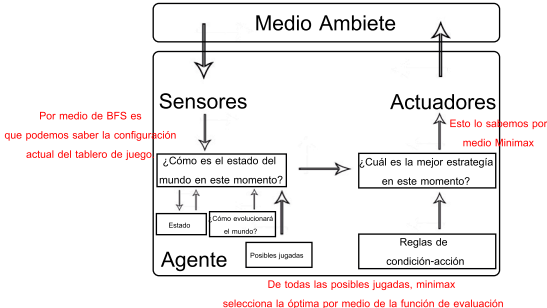 Medio Ambiete
Sensores
Actuadores
Por medio de BFS es
que podemos saber la configuración
actual del tablero de juego
Esto lo sabemos por
medio Minimax
¿Cómo es el estado del
mundo en este momento?
¿Cuál es la mejor estrategía
en este momento?
Estado
¿Cómo evolucionará
el mundo?
Posibles jugadas
Reglas de
condición-acción
Agente
De todas las posibles jugadas, minimax
selecciona la óptima por medio de la función de evaluación